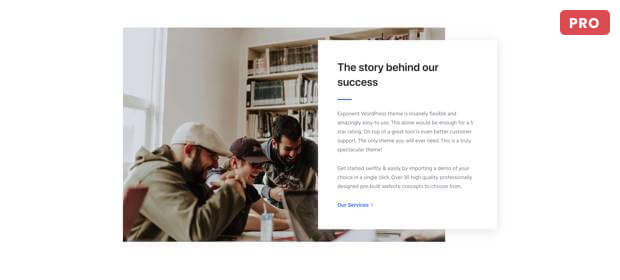 PRO
The story behind our
success
Exponent WordPress theme is insanely flexible and
amazingly easy to use. This alone would be enough for a 5
star rating. On top of a great tool is even better customer
support. The only theme you will ever need. This is a truly
spectacular theme!
Get started swiftly & easily by importing a demo of your
choice in a single click. Over 30 high quality professionally
designed pre-built website concepts to choose from.
Our Services ›